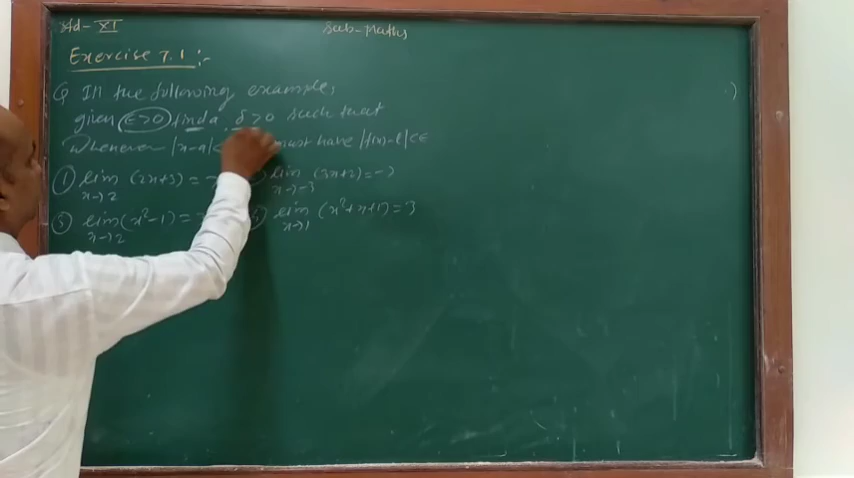 Std- XI Sub- Maths
Exercise 7.1 :-
Q In the following example,
given ε>0 find a δ>0 such that
Whenever |x-a|< must have |f(x)-l|<ε
① lim (2x+3) = lim (3x+2)=-7
x→2 x→-3
③ lim (x²-1) = lim (x²+x+1)=3
x→2 x→1